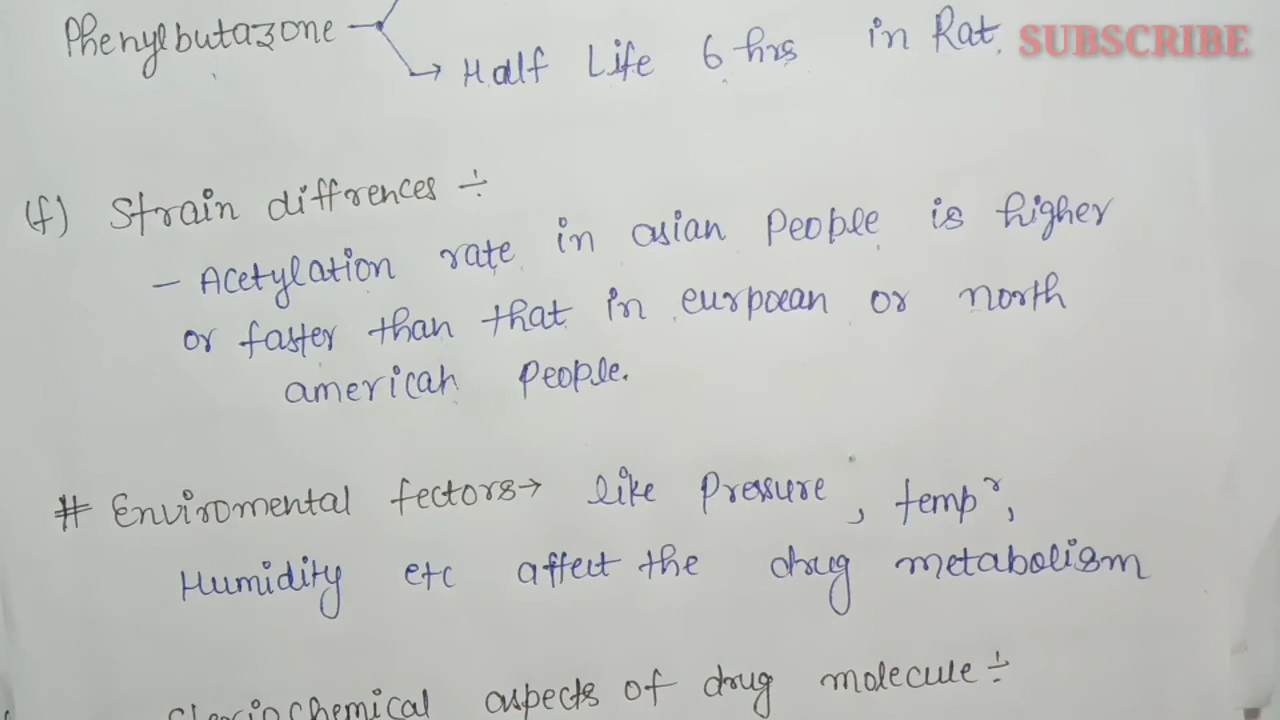 Phenylbutazone
SUBSCRIBE
Half Life 6 hrs in Rat.
(f) Strain diffrences ÷
- Acetylation rate in asian People is higher
or faster than that in eurpoean or north
american People.
# Enviromental fectors → like Pressure, tempr,
Humidity etc affect the drug metabolism
aspects of drug molecule ÷